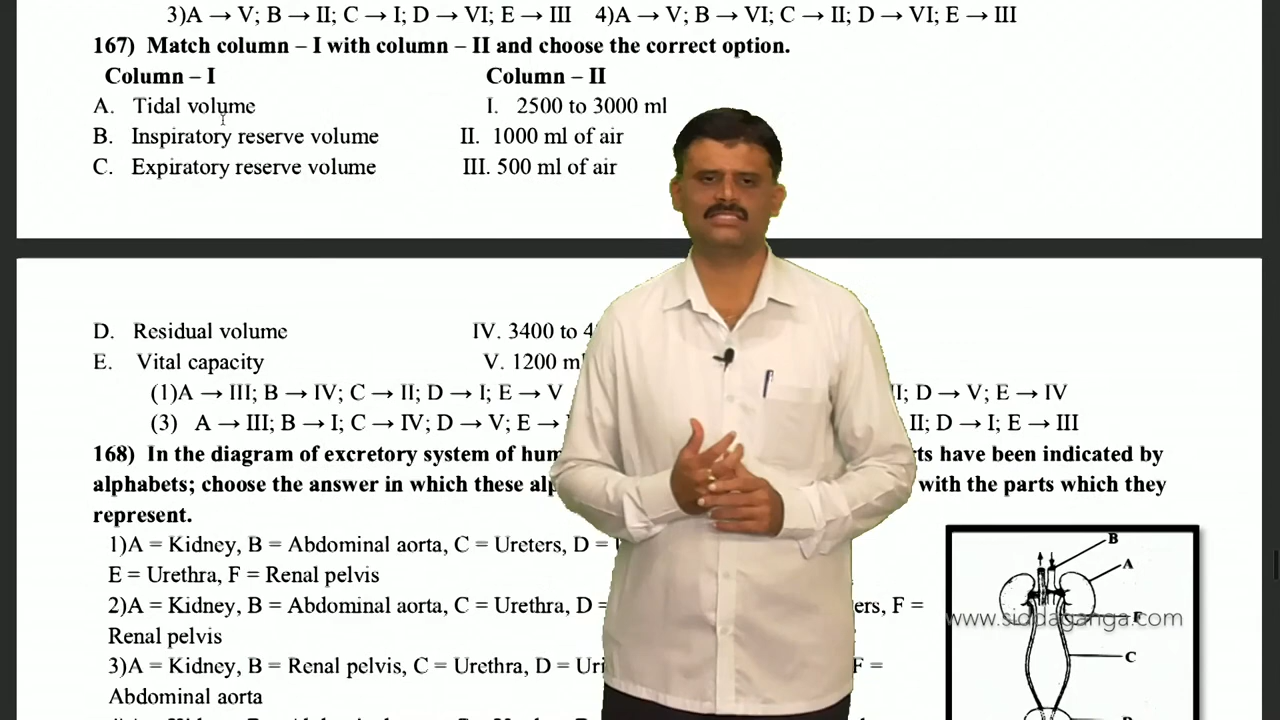 3)A → V; B → II; C → I; D → VI; E → III 4)A → V; B → VI; C → II; D → VI; E → III
167) Match column – I with column – II and choose the correct option.
Column – I Column – II
A. Tidal volume I. 2500 to 3000 ml
B. Inspiratory reserve volume II. 1000 ml of air
C. Expiratory reserve volume III. 500 ml of air
D. Residual volume IV. 3400 to
E. Vital capacity V. 1200
(1)A → III; B → IV; C → II; D → I; E → V D → V; E → IV
(3) A → III; B → I; C → IV; D → V; E → II; D → I; E → III
168) In the diagram of excretory system of have been indicated by
alphabets; choose the answer in which these with the parts which they
represent.
1)A = Kidney, B = Abdominal aorta, C = Ureters, D =
E = Urethra, F = Renal pelvis
2)A = Kidney, B = Abdominal aorta, C = Urethra, D = F =
Renal pelvis
3)A = Kidney, B = Renal pelvis, C = Urethra, D = F =
Abdominal aorta
B
A
www.siddaganga.com
F
C